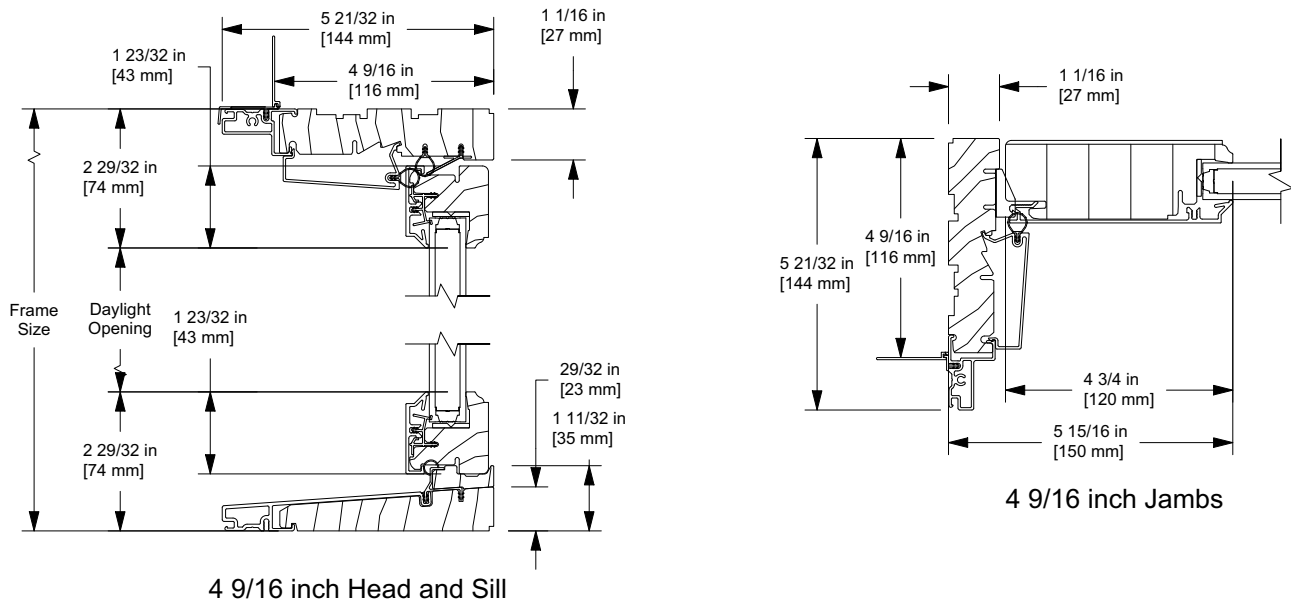 5 21/32 in
[144 mm]
1 1/16 in
[27 mm]
1 23/32 in
[43 mm]
4 9/16 in
[116 mm]
2 29/32 in
[74 mm]
Frame
Size
Daylight
Opening
1 23/32 in
[43 mm]
29/32 in
[23 mm]
1 11/32 in
[35 mm]
2 29/32 in
[74 mm]
4 9/16 inch Head and Sill
1 1/16 in
[27 mm]
4 9/16 in
[116 mm]
5 21/32 in
[144 mm]
4 3/4 in
[120 mm]
5 15/16 in
[150 mm]
4 9/16 inch Jambs